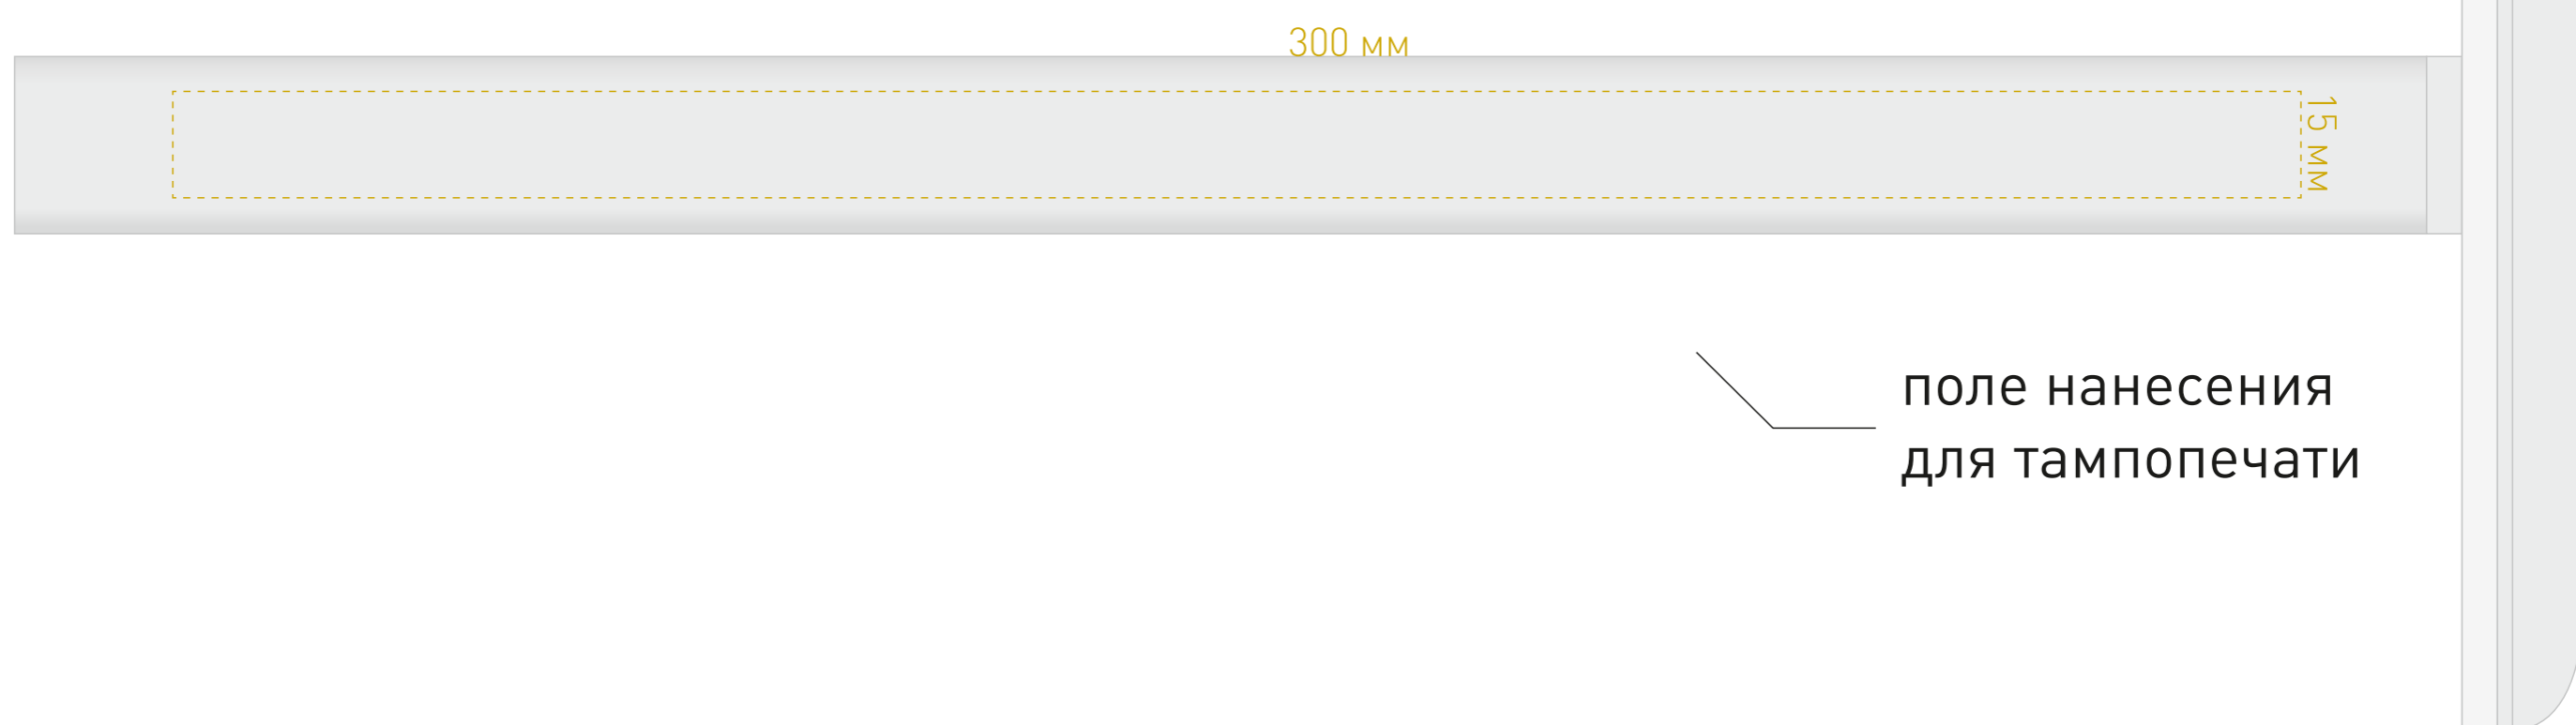 300 мм
15 мм
поле нанесения
для тампопечати